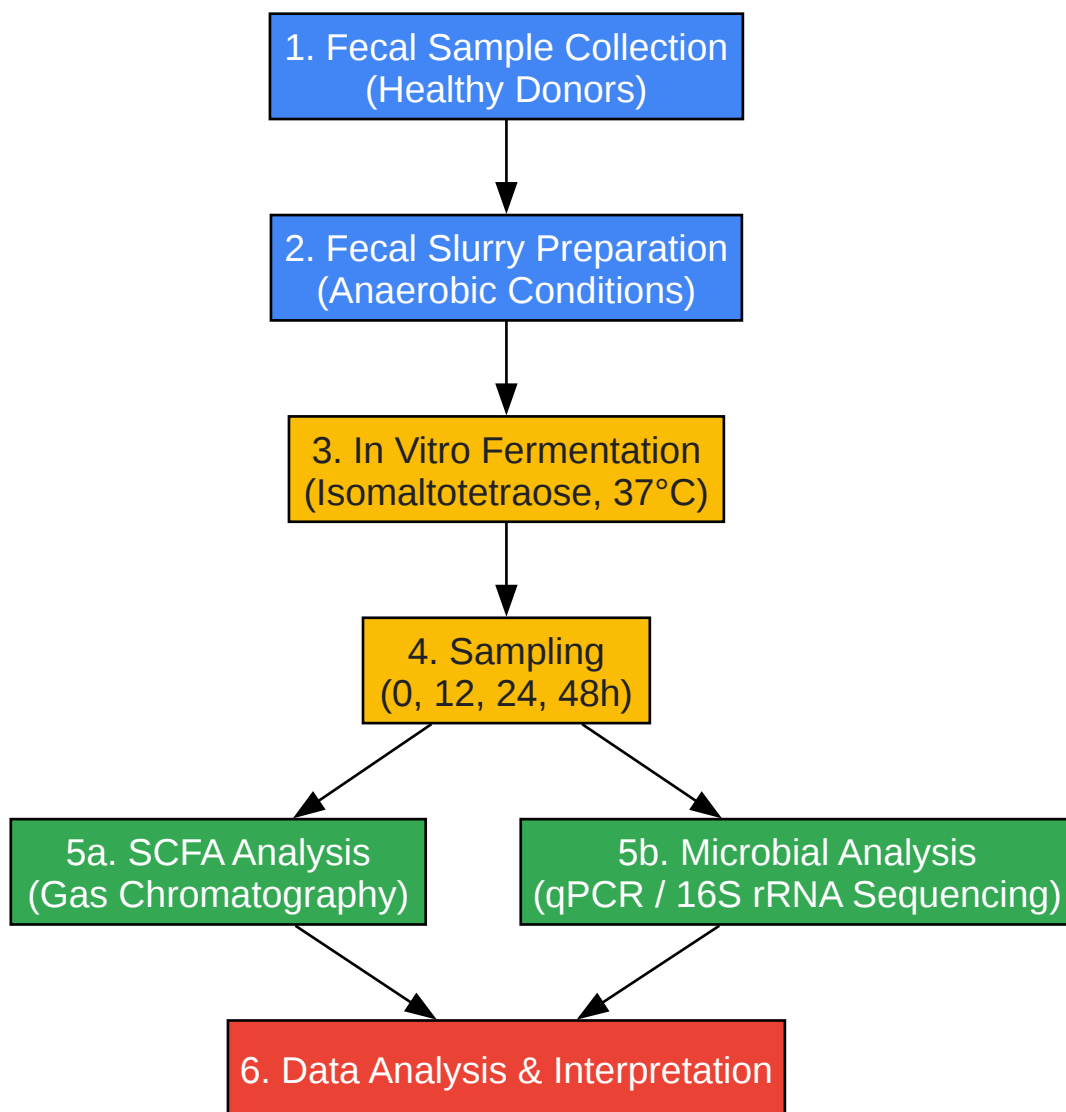 1. Fecal Sample Collection
(Healthy Donors)
2. Fecal Slurry Preparation
(Anaerobic Conditions)
3. In Vitro Fermentation
(Isomaltotetraose, 37°C)
4. Sampling
(0, 12, 24, 48h)
5a. SCFA Analysis
(Gas Chromatography)
5b. Microbial Analysis
(qPCR / 16S rRNA Sequencing)
6. Data Analysis & Interpretation